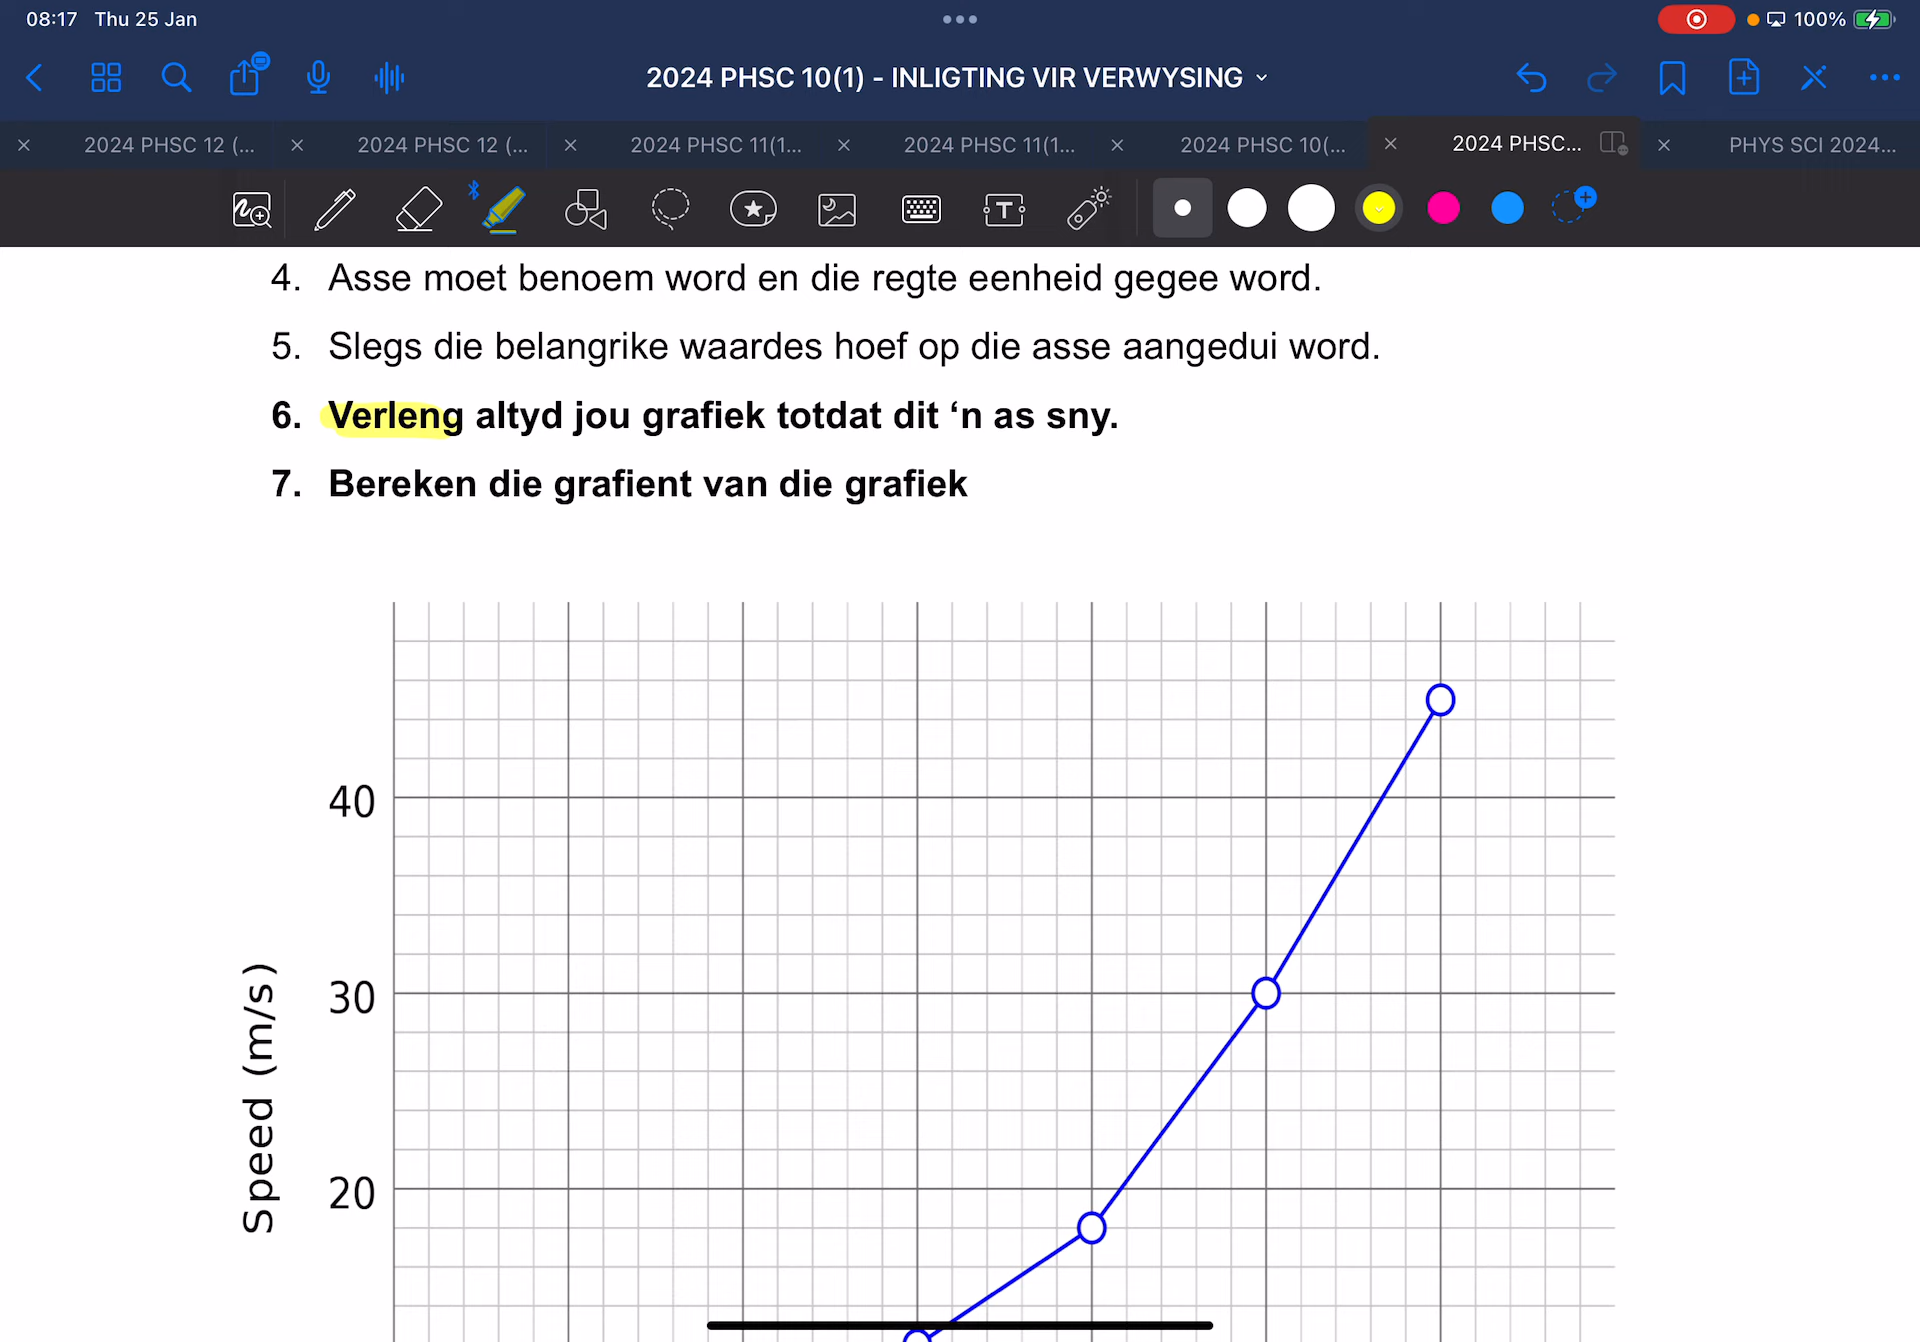 08:17 Thu 25 Jan
100%
2024 PHSC 10(1) - INLIGTING VIR VERWYSING
2024 PHSC 12 (... 2024 PHSC 12 (... 2024 PHSC 11(1... 2024 PHSC 11(1... 2024 PHSC 10(... 2024 PHSC... PHYS SCI 2024...
4. Asse moet benoem word en die regte eenheid gegee word.
5. Slegs die belangrike waardes hoef op die asse aangedui word.
6. Verleng altyd jou grafiek totdat dit ‘n as sny.
7. Bereken die grafient van die grafiek
40
30
20
Speed (m/s)